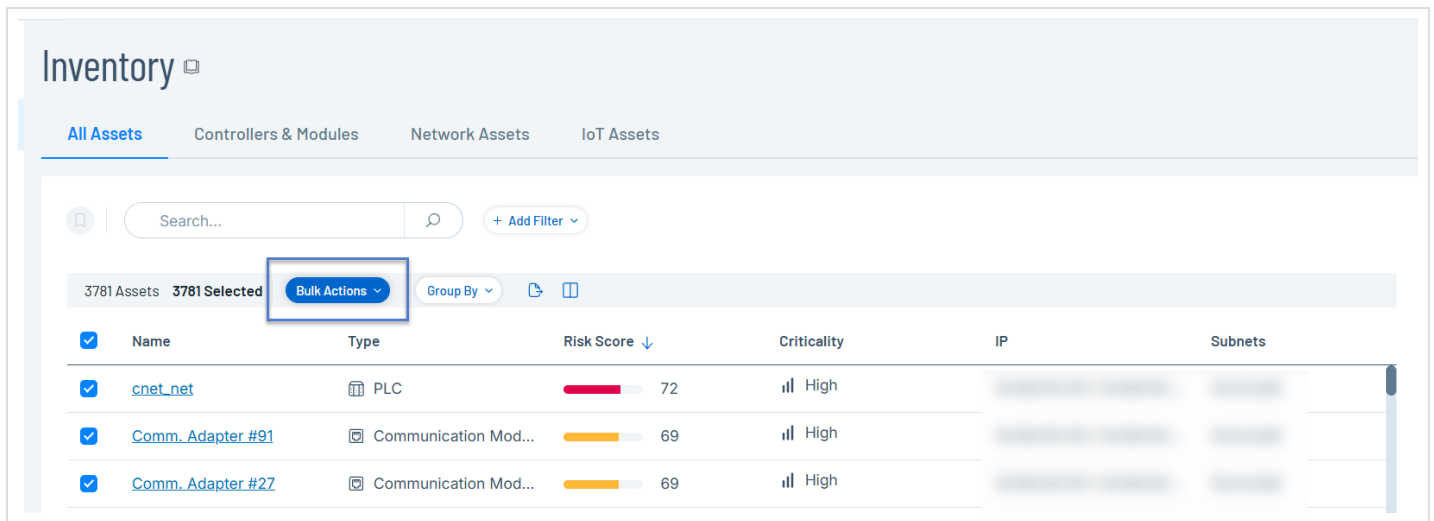 Inventory
All Assets Controllers & Modules Network Assets IoT Assets
Search... + Add Filter
3781 Assets 3781 Selected Bulk Actions Group By
Name Type Risk Score Criticality IP Subnets
cnet_net PLC 72 High
Comm. Adapter #91 Communication Mod... 69 High
Comm. Adapter #27 Communication Mod... 69 High